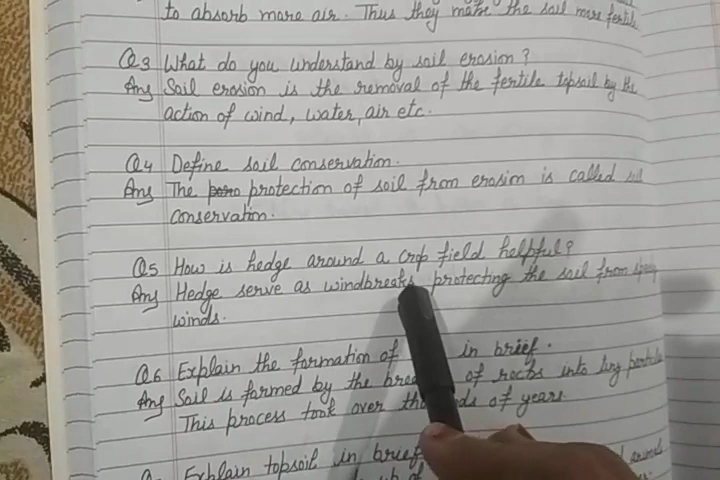 to absorb more air. Thus they make the soil more fertile
Q3 What do you understand by soil erosion?
Ans Soil erosion is the removal of the fertile topsoil by the
action of wind, water, air etc.
Q4 Define soil conservation.
Ans The protection of soil from erosion is called
conservation.
Q5 How is hedge around a crop field helpful?
Ans Hedge serve as windbreaks protecting the soil from
winds.
Q6 Explain the formation of in brief.
Ans Soil is formed by the of rocks into tiny
This process took over of years
Explain topsoil in brief